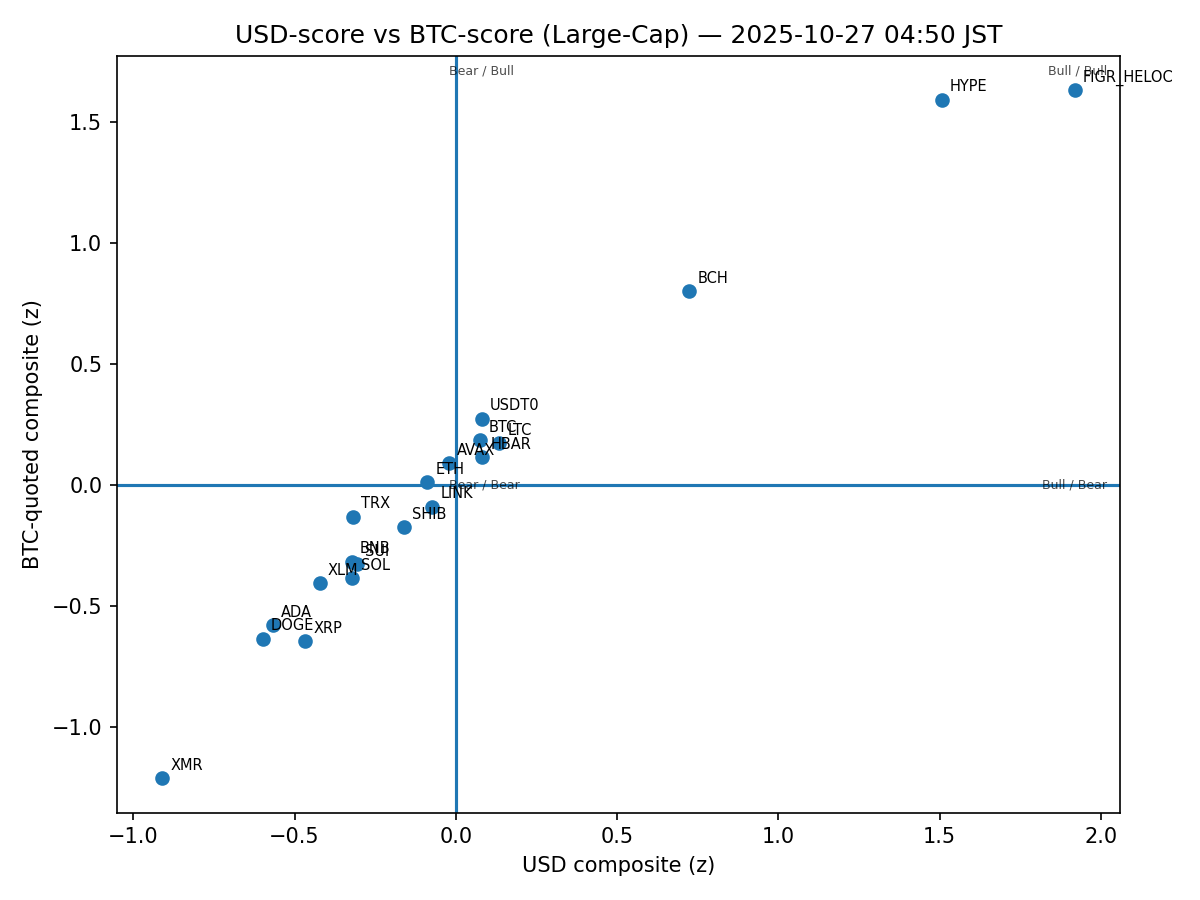 USD-score vs BTC-score (Large-Cap) — 2025-10-27 04:50 JST
Bear / Bull
Bull / Bull
FIGR_HELOC
HYPE
1.5
1.0
BCH
0.5
USDT0
BTC
LTC
HBAR
AVAX
ETH
0.0
Bear / Bear
Bull / Bear
LINK
TRX
SHIB
BNB
SUI
SOL
XLM
−0.5
ADA
DOGE
XRP
−1.0
XMR
BTC-quoted composite (z)
−1.0
−0.5
0.0
0.5
1.0
1.5
2.0
USD composite (z)